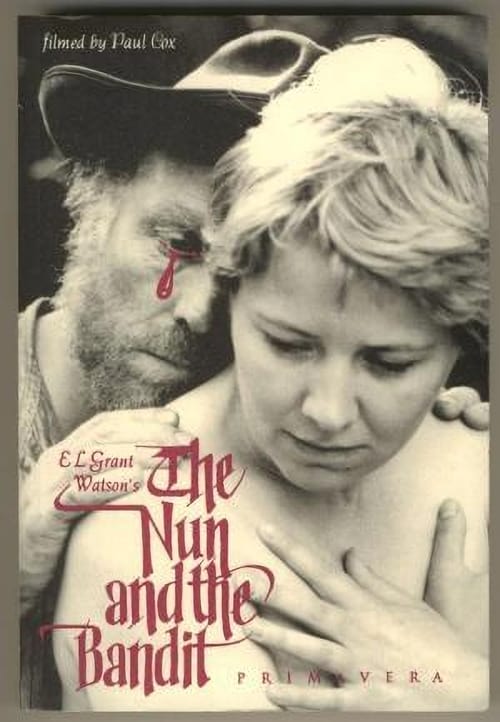 filmed by Paul Cox
E L Grant
Watson's
The
Nun
and the
Bandit
PRIMAVERA